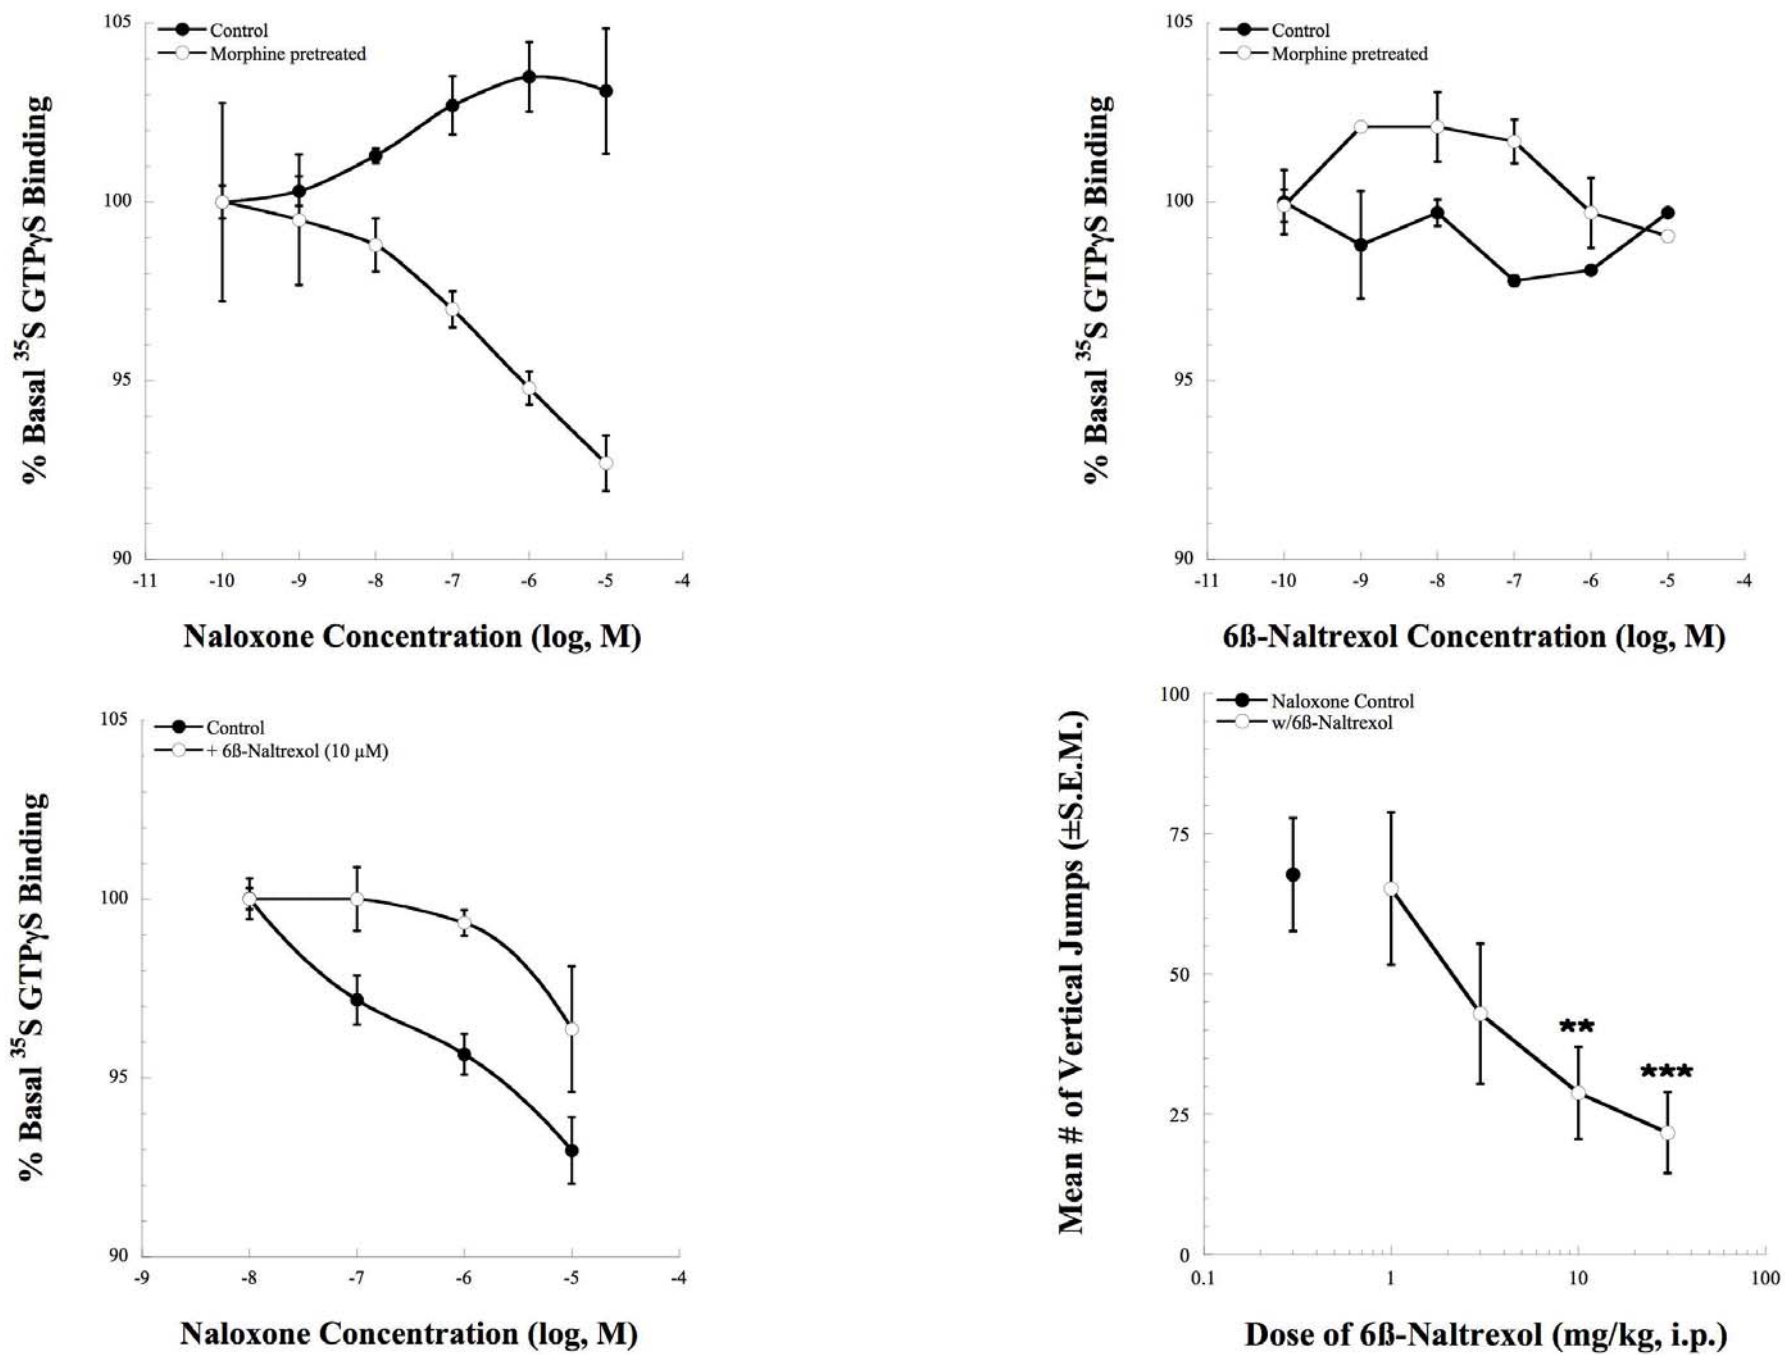 105
Control
Morphine pretreated
100
95
90
% Basal ³⁵S GTPγS Binding
-11 -10 -9 -8 -7 -6 -5 -4
Naloxone Concentration (log, M)
105
Control
Morphine pretreated
100
95
90
% Basal ³⁵S GTPγS Binding
-11 -10 -9 -8 -7 -6 -5 -4
6ß-Naltrexol Concentration (log, M)
105
Control
+ 6ß-Naltrexol (10 µM)
100
95
90
% Basal ³⁵S GTPγS Binding
-9 -8 -7 -6 -5 -4
Naloxone Concentration (log, M)
100
Naloxone Control
w/6ß-Naltrexol
75
50
**
***
25
0
Mean # of Vertical Jumps (±S.E.M.)
0.1 1 10 100
Dose of 6ß-Naltrexol (mg/kg, i.p.)